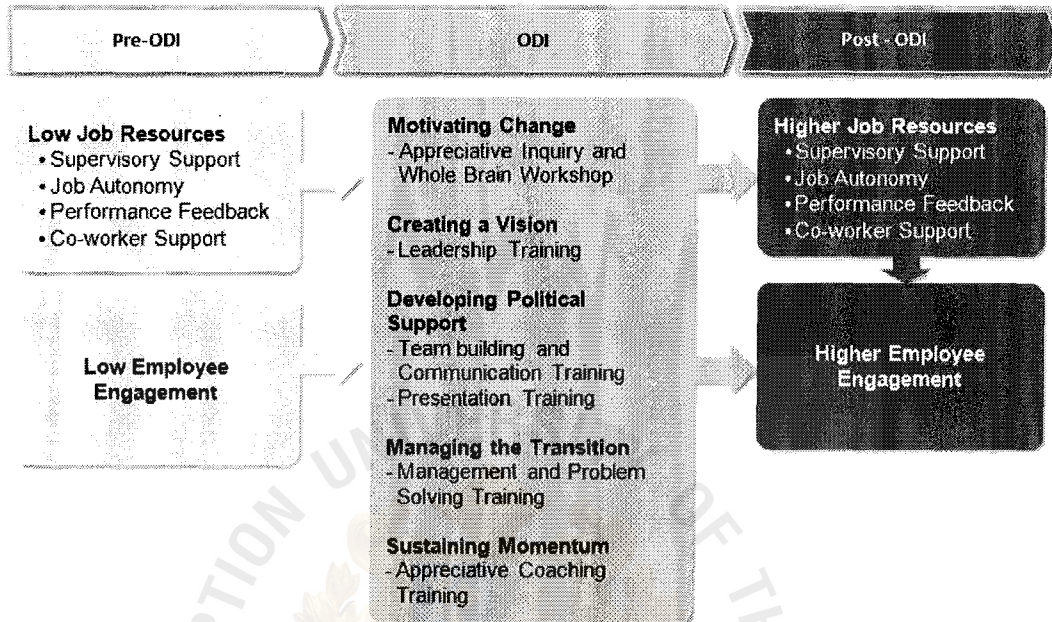 Pre-ODI
ODI
Post - ODI
Low Job Resources
• Supervisory Support
• Job Autonomy
• Performance Feedback
• Co-worker Support
Low Employee
Engagement
Motivating Change
- Appreciative Inquiry and
Whole Brain Workshop
Creating a Vision
- Leadership Training
Developing Political
Support
- Team building and
Communication Training
- Presentation Training
Managing the Transition
- Management and Problem
Solving Training
Sustaining Momentum
- Appreciative Coaching
Training
Higher Job Resources
• Supervisory Support
• Job Autonomy
• Performance Feedback
• Co-worker Support
Higher Employee
Engagement